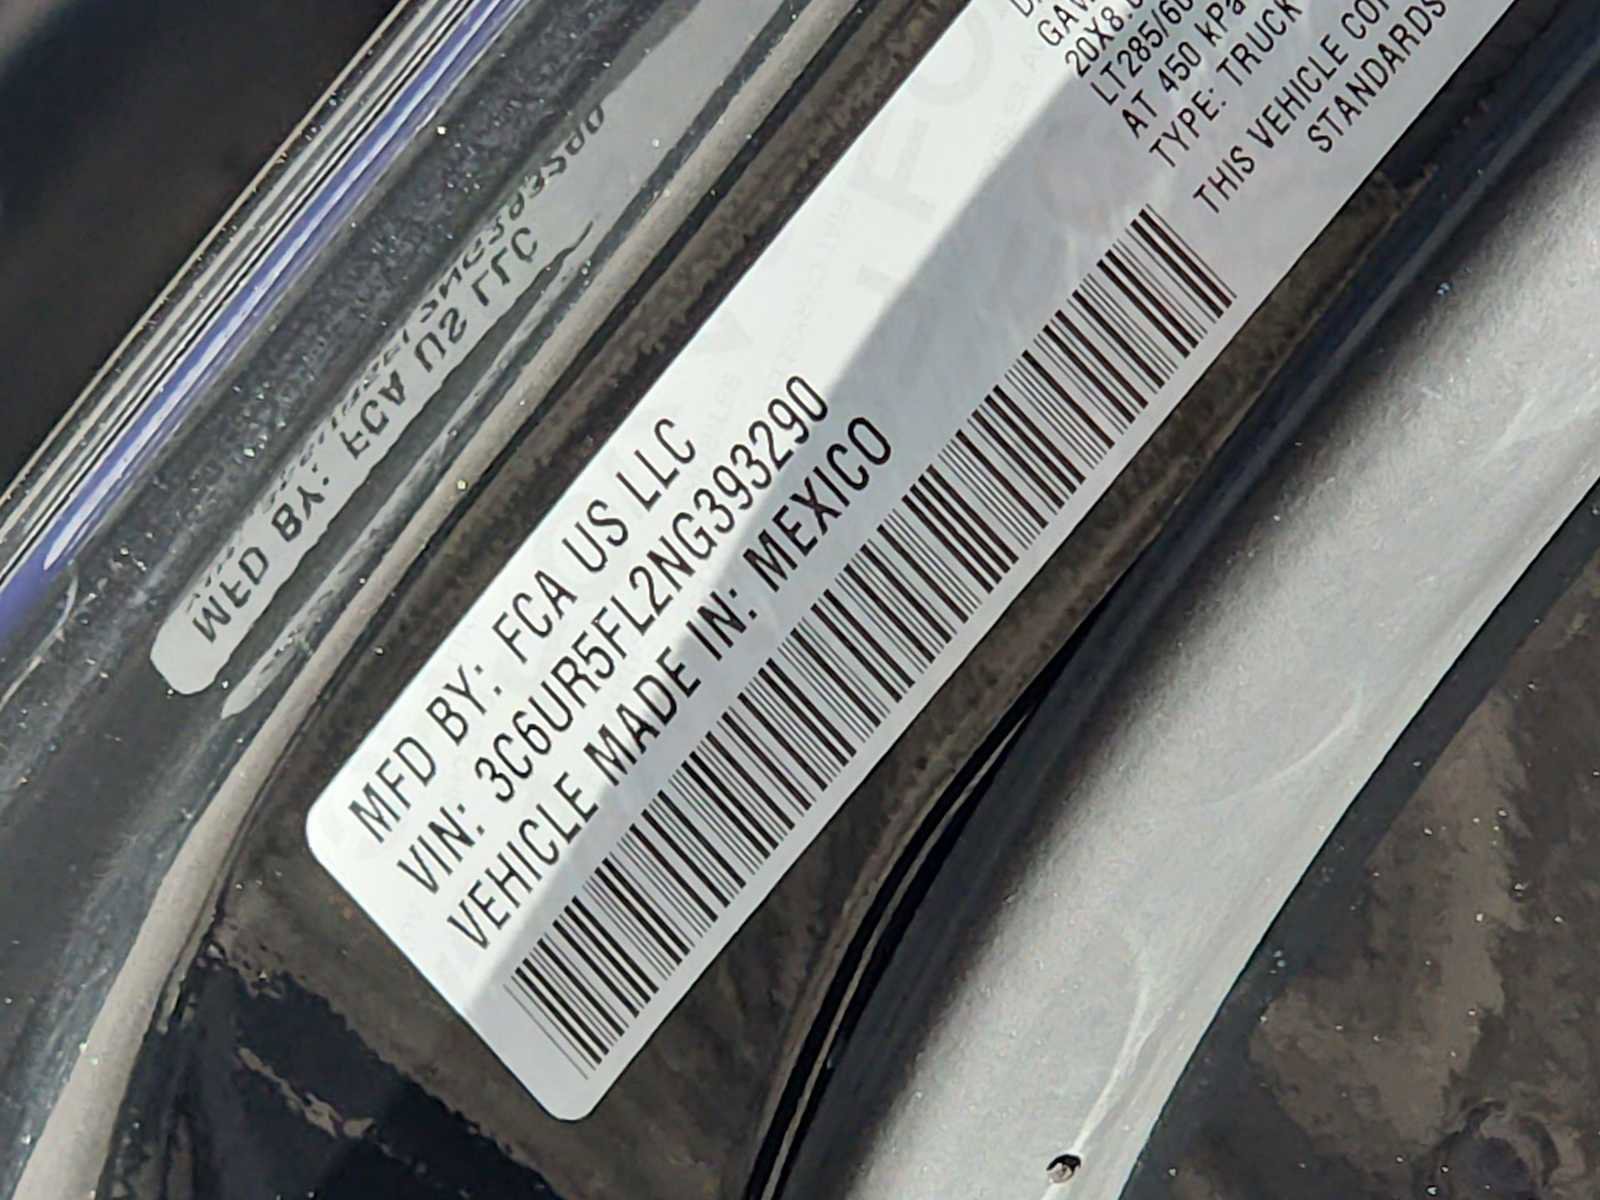 MFD BY: FCA US LLC
VIN: 3C6UR5FL2NG393290
VEHICLE MADE IN: MEXICO
20X8.
LT285/60
AT 450 kPa
TYPE: TRUCK
THIS VEHICLE
STANDARDS
MFD BY: FCA US LLC